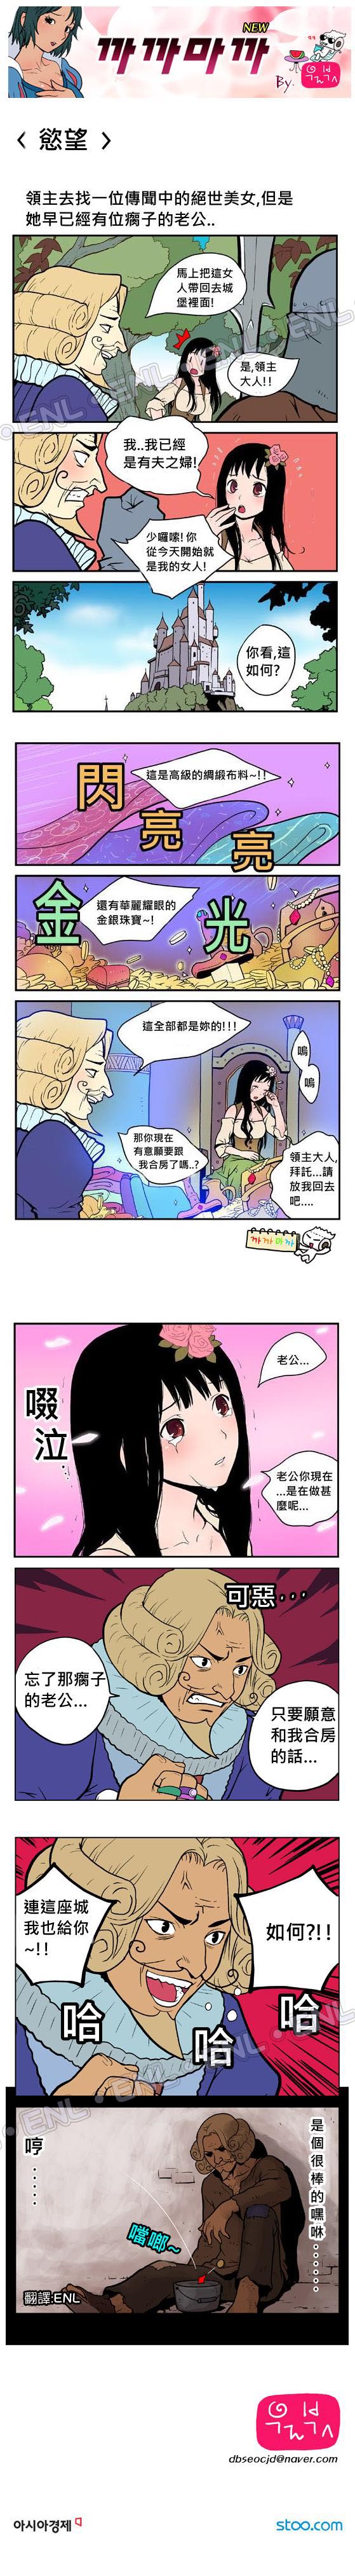 NEW
까까마까
By.
〈 慾望 〉
領主去找一位傳聞中的絕世美女,但是
她早已經有位瘸子的老公..
馬上把這女
人帶回去城
堡裡面!
是,領主
大人!!
我..我已經
是有夫之婦!
少囉嗦! 你
從今天開始就
是我的女人!
你看,這
如何?
這是高級的綢緞布料~!!
閃
亮
亮
還有華麗耀眼的
金銀珠寶~!
金
光
這全部都是妳的!!!
嗚
嗚
那你現在
有意願要跟
我合房了嗎..?
領主大人,
拜託...請
放我回去
吧....
까까마까
老公...
啜
泣
...
老公你現在
...是在做甚
麼呢...
可惡...
忘了那瘸子
的老公...
只要願意
和我合房
的話...
連這座城
我也給你
~!!
如何?!!
哈
哈
哈
哼......
是個很棒的嘿咻.......
噹啷~
翻譯:ENL
dbseocjd@naver.com
아시아경제
stoo.com